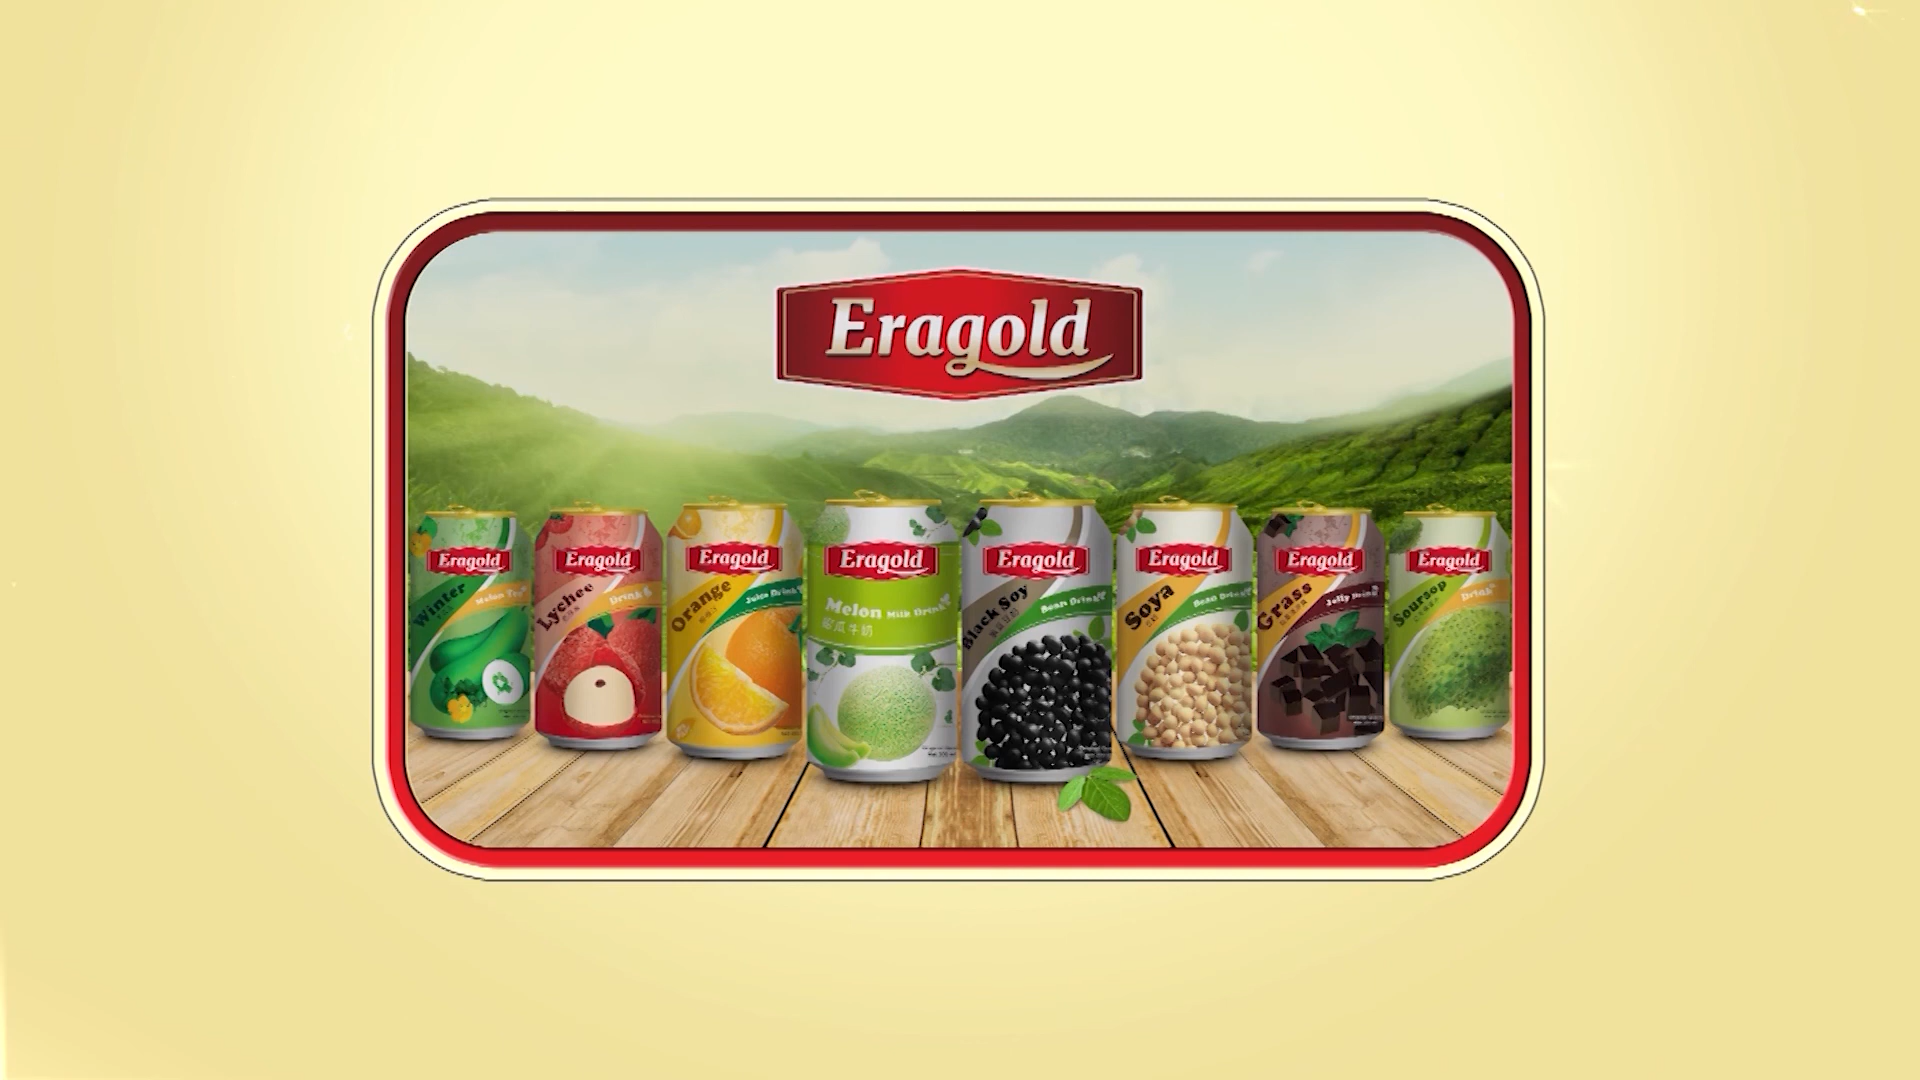 Eragold
Eragold
Winter
Melon Tea
Eragold
Lychee
Drink
Eragold
Orange
Juice Drink
Eragold
Melon Milk Drink
Eragold
Black Soy
Bean Drink
Eragold
Soya
Bean Drink
Eragold
Grass
Jelly Drink
Eragold
Soursop
Drink